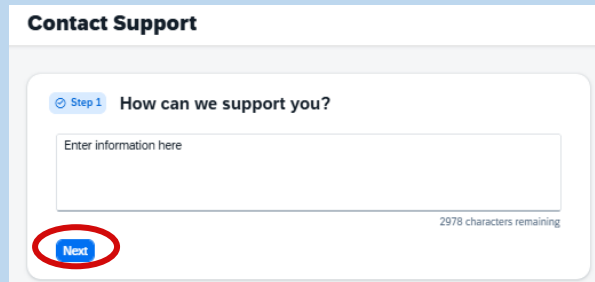 Contact Support
Step 1 How can we support you?
Enter information here
2978 characters remaining
Next